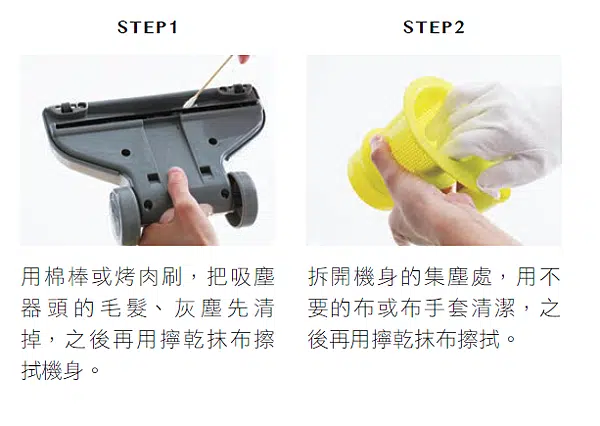 STEP1
用棉棒或烤肉刷，把吸塵
器頭的毛髮、灰塵先清
掉，之後再用擰乾抹布擦
拭機身。
STEP2
拆開機身的集塵處，用不
要的布或布手套清潔，之
後再用擰乾抹布擦拭。